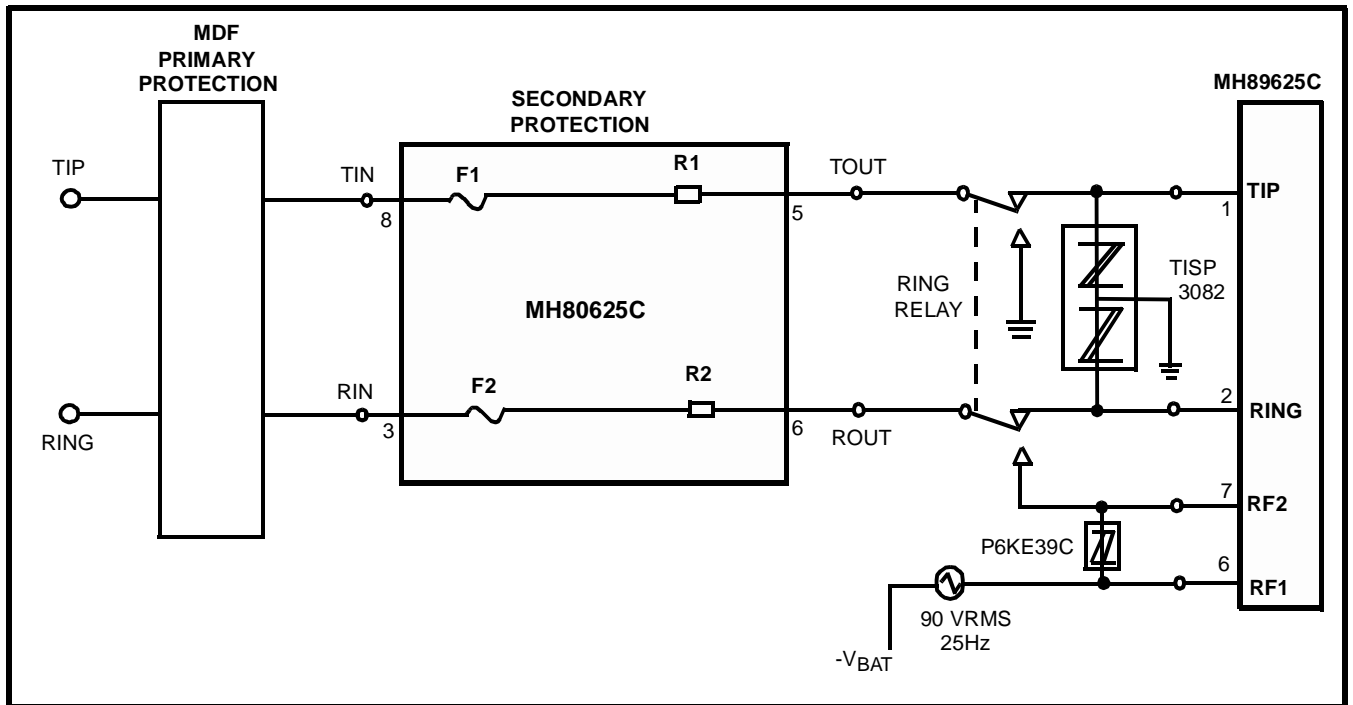 MDF
PRIMARY
PROTECTION
SECONDARY
PROTECTION
MH89625C
TIP
TIN
F1
R1
TOUT
TIP
8
5
1
RING
RELAY
TISP
3082
MH80625C
RIN
F2
R2
2
RING
3
6
ROUT
RING
7
RF2
P6KE39C
6
RF1
90 VRMS
25Hz
-VBAT